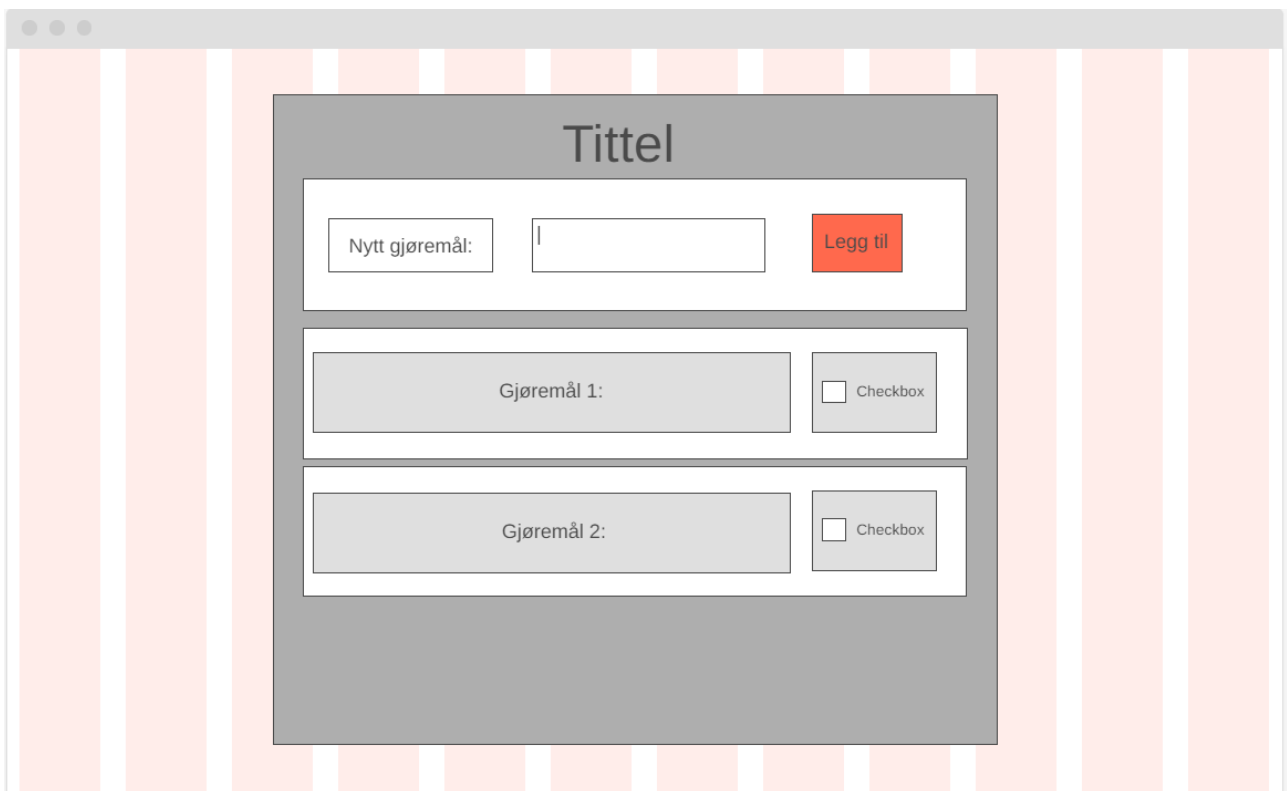 Tittel
Nytt gjøremål:
Legg til
Gjøremål 1:
Checkbox
Gjøremål 2:
Checkbox